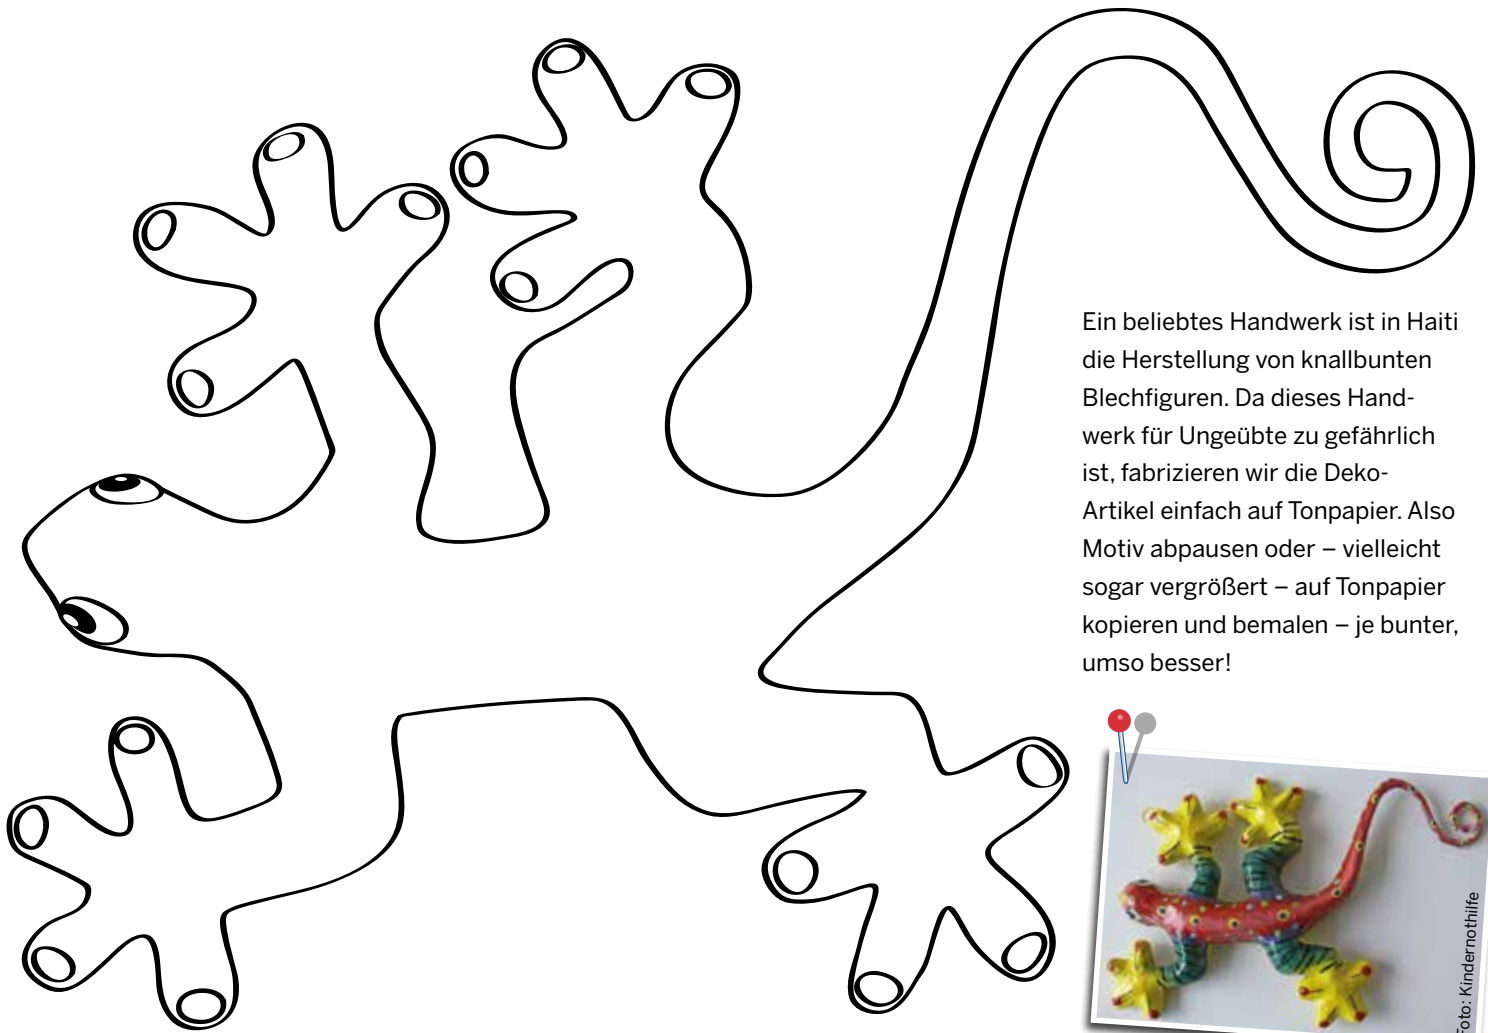 Ein beliebtes Handwerk ist in Haiti
die Herstellung von knallbunten
Blechfiguren. Da dieses Hand-
werk für Ungeübte zu gefährlich
ist, fabrizieren wir die Deko-
Artikel einfach auf Tonpapier. Also
Motiv abpausen oder – vielleicht
sogar vergrößert – auf Tonpapier
kopieren und bemalen – je bunter,
umso besser!
Foto: Kindernothilfe